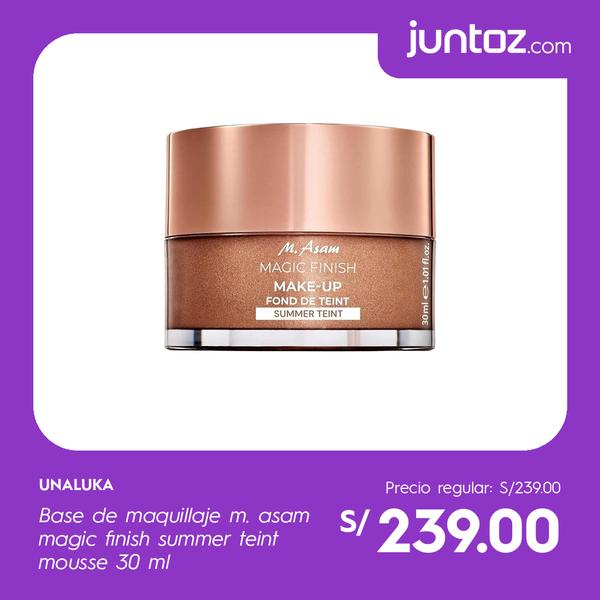 juntoz.com
M. Asam
MAGIC FINISH
MAKE-UP
FOND DE TEINT
SUMMER TEINT
30ml ℮ 1.01 fl.oz.
UNALUKA
Base de maquillaje m. asam
magic finish summer teint
mousse 30 ml
Precio regular: S/239.00
S/ 239.00